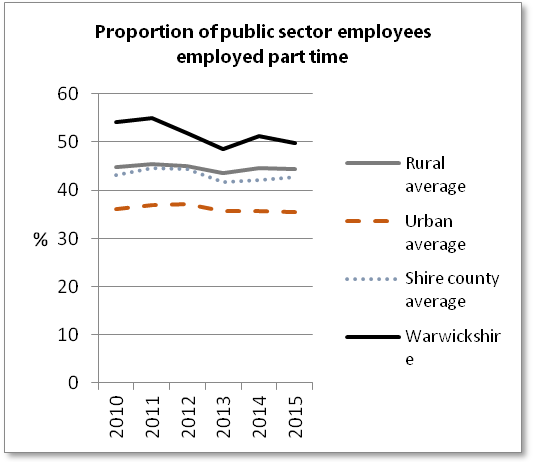 Proportion of public sector employees
employed part time
60
50
40
30
20
10
0
%
2010
2011
2012
2013
2014
2015
Rural
average
Urban
average
Shire county
average
Warwickshir
e